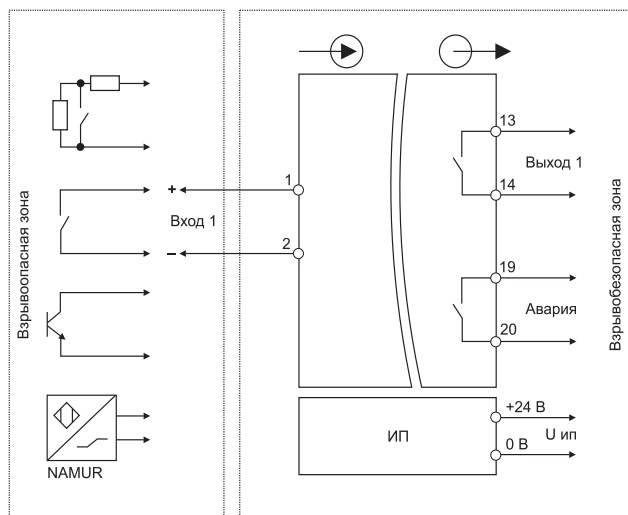 Взрывоопасная зона
NAMUR
+
Вход 1
–
1
2
13
Выход 1
14
19
Авария
20
ИП
+24 В
U ип
0 В
Взрывобезопасная зона